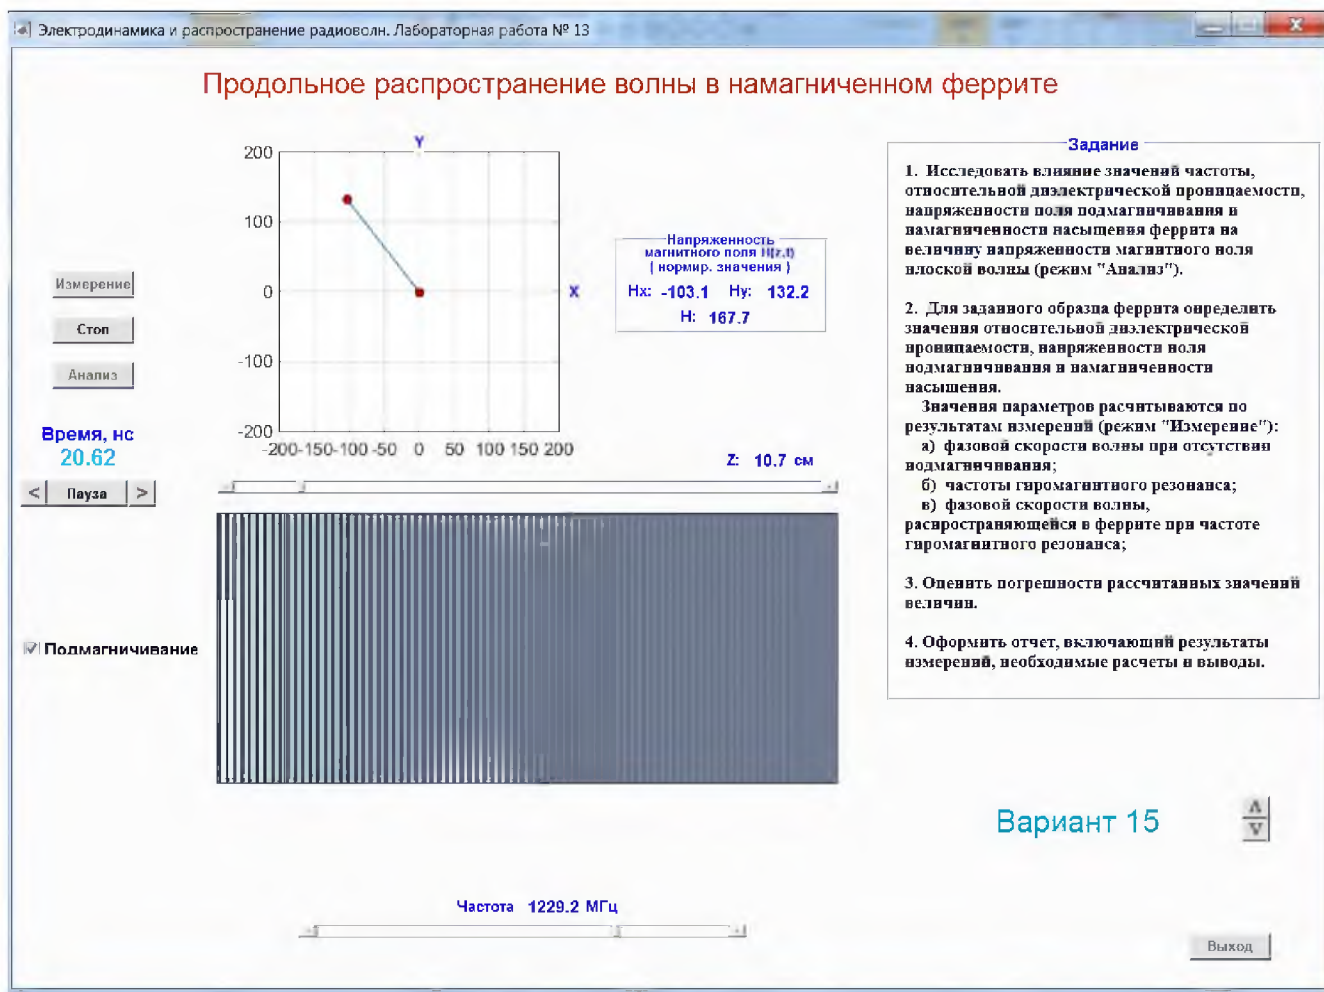 Электродинамика и распространение радиоволн. Лабораторная работа № 13
Продольное распространение волны в намагниченном феррите
Y
200
100
0
-100
-200
-200-150-100 -50 0 50 100 150 200
X
Измерение
Стоп
Анализ
Время, нс
20.62
< Пауза >
Подмагничивание
Напряженность
магнитного поля H(z,t)
( нормир. значения )
Hx: -103.1 Hy: 132.2
H: 167.7
Z: 10.7 см
Задание
1. Исследовать влияние значений частоты,
относительной диэлектрической проницаемости,
напряженности поля подмагничивания и
намагниченности насыщения феррита на
величину напряженности магнитного поля
плоской волны (режим "Анализ").
2. Для заданного образца феррита определить
значения относительной диэлектрической
проницаемости, напряженности поля
подмагничивания и намагниченности
насыщения.
Значения параметров расчитываются по
результатам измерений (режим "Измерение"):
а) фазовой скорости волны при отсутствии
подмагничивания;
б) частоты гиромагнитного резонанса;
в) фазовой скорости волны,
распространяющейся в феррите при частоте
гиромагнитного резонанса;
3. Оценить погрешности рассчитанных значений
величин.
4. Оформить отчет, включающий результаты
измерений, необходимые расчеты и выводы.
Вариант 15
Λ
V
Частота 1229.2 МГц
Выход